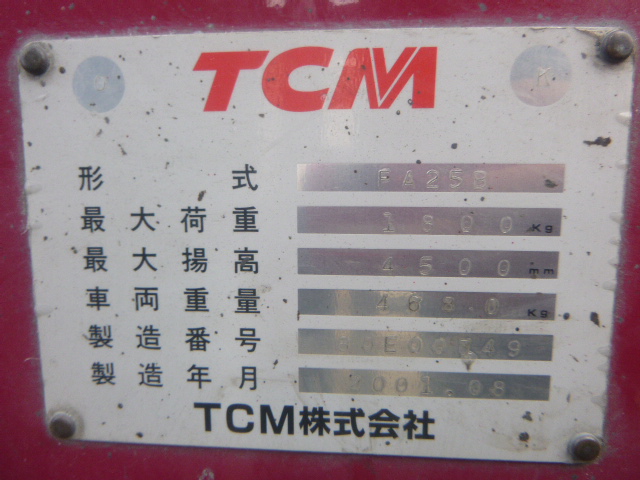 TCM
形式
最大荷重 Kg
最大揚高 4500 mm
車両重量 Kg
製造番号
製造年月 2001.08
TCM株式会社